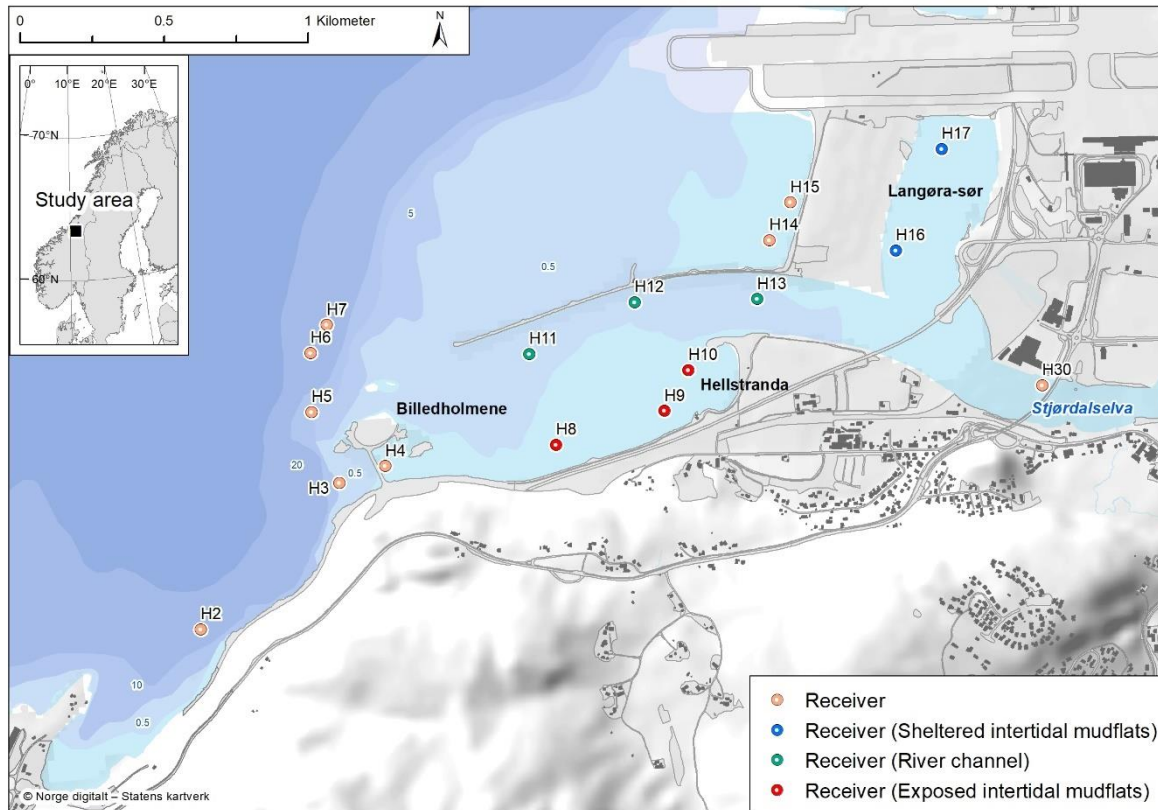 0 0.5 1 Kilometer
N
0° 10°E 20°E 30°E
70°N
Study area
60°N
H17
Langøra-sør
H15
5
H16
H14
0.5
H12
H13
H7
H6
H11
H10
H30
Hellstranda
H5
Billedholmene
H9
Stjørdalselva
H8
20
0.5
H4
H3
H2
10
0.5
Receiver
Receiver (Sheltered intertidal mudflats)
Receiver (River channel)
Receiver (Exposed intertidal mudflats)
© Norge digitalt – Statens kartverk